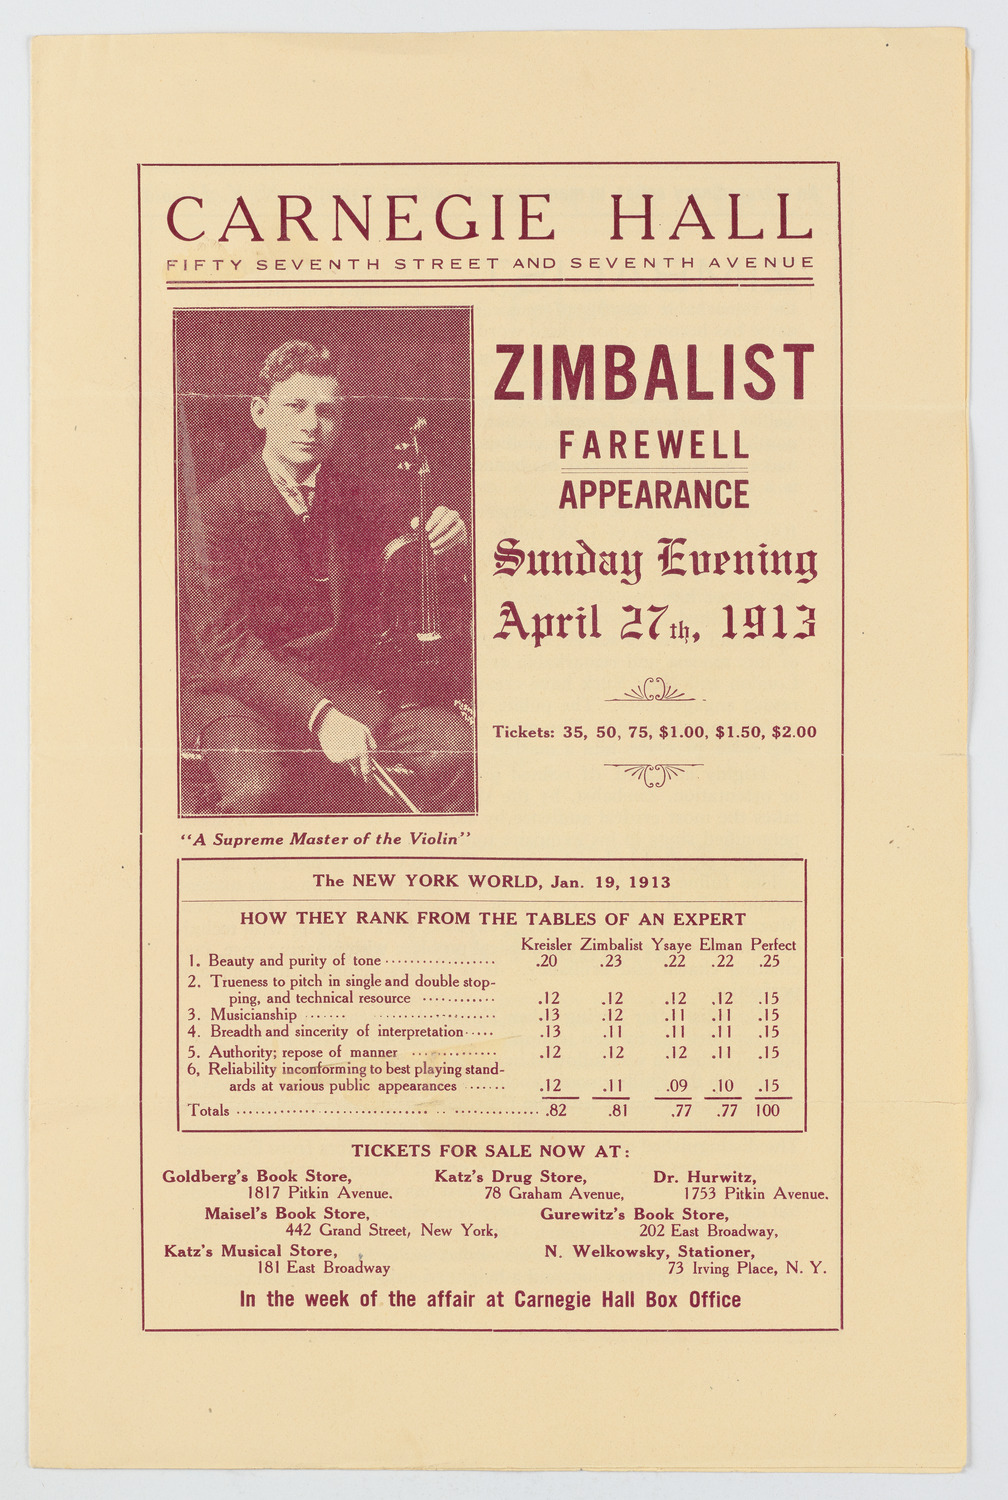 CARNEGIE HALL
FIFTY SEVENTH STREET AND SEVENTH AVENUE
ZIMBALIST
FAREWELL
APPEARANCE
Sunday Evening
April 27th, 1913
Tickets: 35, 50, 75, $1.00, $1.50, $2.00
"A Supreme Master of the Violin"
The NEW YORK WORLD, Jan. 19, 1913
HOW THEY RANK FROM THE TABLES OF AN EXPERT
Kreisler Zimbalist Ysaye Elman Perfect
1. Beauty and purity of tone .................. .20 .23 .22 .22 .25
2. Trueness to pitch in single and double stop-
ping, and technical resource ............ .12 .12 .12 .12 .15
3. Musicianship ....... .................. .13 .12 .11 .11 .15
4. Breadth and sincerity of interpretation..... .13 .11 .11 .11 .15
5. Authority; repose of manner ............. .12 .12 .12 .11 .15
6, Reliability inconforming to best playing stand-
ards at various public appearances ...... .12 .11 .09 .10 .15
Totals ................................. .. ............... .82 .81 .77 .77 100
TICKETS FOR SALE NOW AT:
Goldberg's Book Store, Katz's Drug Store, Dr. Hurwitz,
1817 Pitkin Avenue. 78 Graham Avenue, 1753 Pitkin Avenue.
Maisel's Book Store, Gurewitz's Book Store,
442 Grand Street, New York, 202 East Broadway,
Katz's Musical Store, N. Welkowsky, Stationer,
181 East Broadway 73 Irving Place, N. Y.
In the week of the affair at Carnegie Hall Box Office